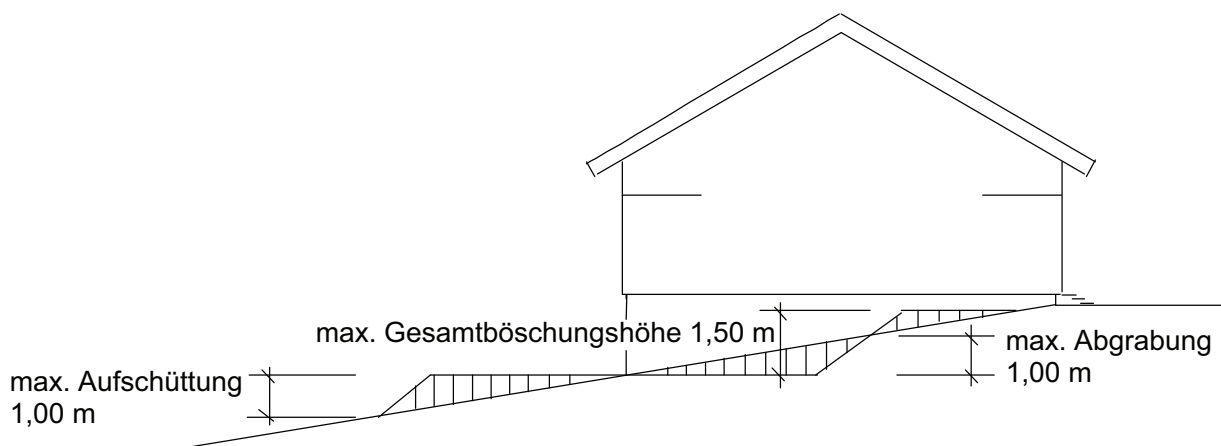 max. Gesamtböschungshöhe 1,50 m
max. Abgrabung
1,00 m
max. Aufschüttung
1,00 m